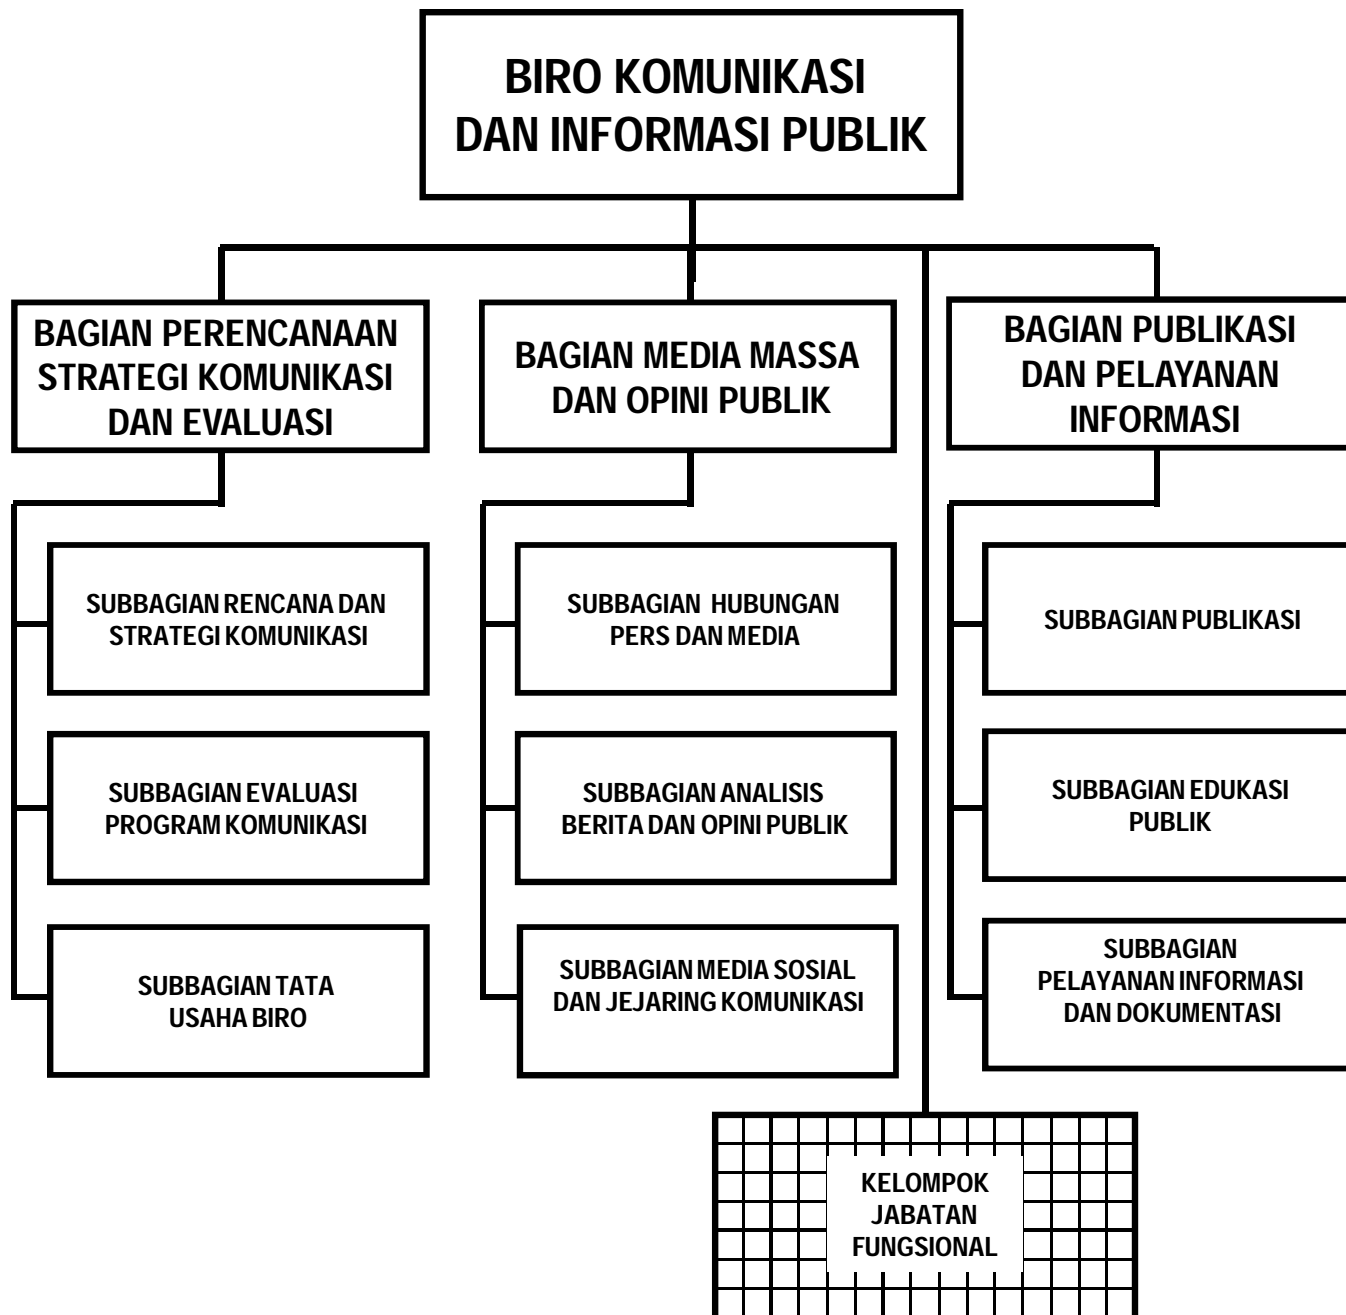 BIRO KOMUNIKASI
DAN INFORMASI PUBLIK
BAGIAN PERENCANAAN
STRATEGI KOMUNIKASI
DAN EVALUASI
BAGIAN MEDIA MASSA
DAN OPINI PUBLIK
BAGIAN PUBLIKASI
DAN PELAYANAN
INFORMASI
SUBBAGIAN RENCANA DAN
STRATEGI KOMUNIKASI
SUBBAGIAN HUBUNGAN
PERS DAN MEDIA
SUBBAGIAN PUBLIKASI
SUBBAGIAN EVALUASI
PROGRAM KOMUNIKASI
SUBBAGIAN ANALISIS
BERITA DAN OPINI PUBLIK
SUBBAGIAN EDUKASI
PUBLIK
SUBBAGIAN TATA
USAHA BIRO
SUBBAGIAN MEDIA SOSIAL
DAN JEJARING KOMUNIKASI
SUBBAGIAN
PELAYANAN INFORMASI
DAN DOKUMENTASI
KELOMPOK
JABATAN
FUNGSIONAL